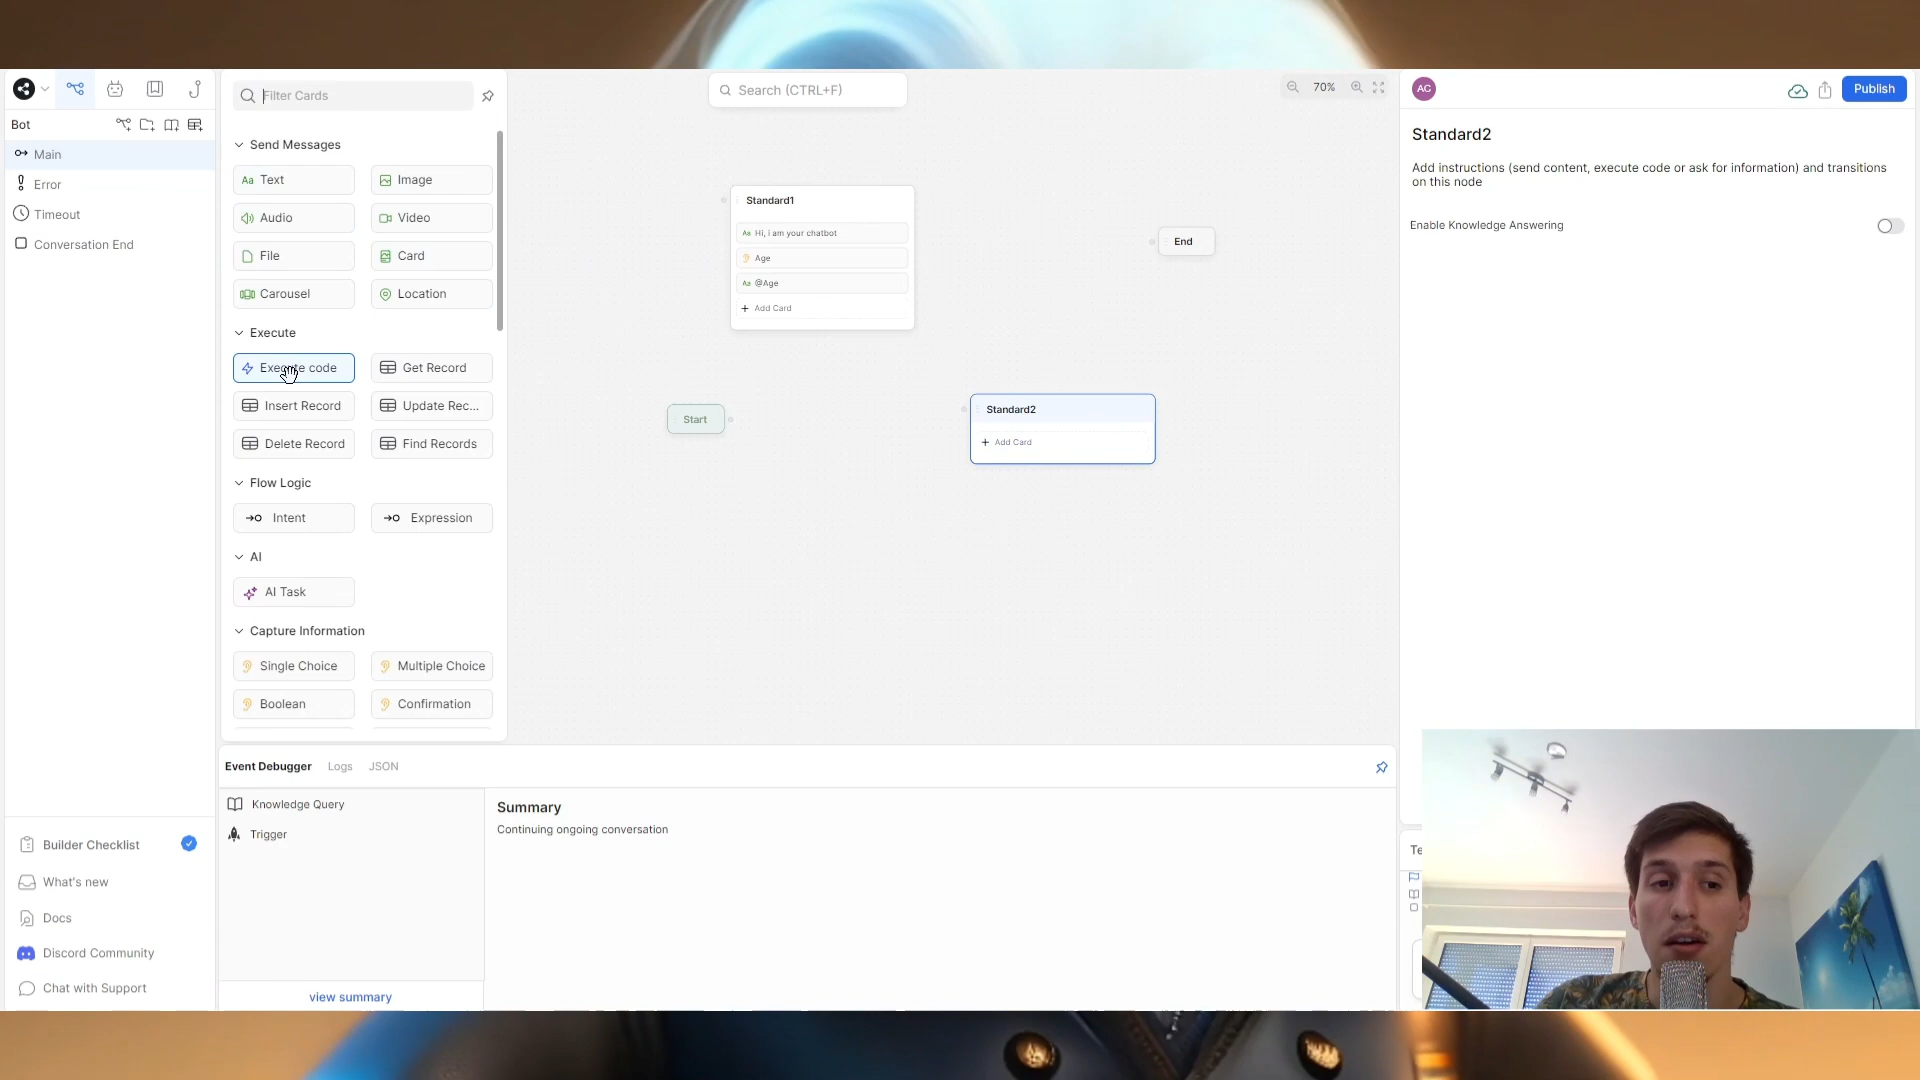 Bot
Main
Error
Timeout
Conversation End
Builder Checklist
What's new
Docs
Discord Community
Chat with Support
Filter Cards
Send Messages
Aa Text
Image
Audio
Video
File
Card
Carousel
Location
Execute
Execute code
Get Record
Insert Record
Update Rec...
Delete Record
Find Records
Flow Logic
Intent
Expression
AI
AI Task
Capture Information
Single Choice
Multiple Choice
Boolean
Confirmation
Search (CTRL+F)
70%
Standard1
Aa Hi, i am your chatbot
Age
Aa @Age
+ Add Card
End
Start
Standard2
+ Add Card
Event Debugger Logs JSON
Knowledge Query
Trigger
view summary
Summary
Continuing ongoing conversation
AC
Publish
Standard2
Add instructions (send content, execute code or ask for information) and transitions
on this node
Enable Knowledge Answering
Te